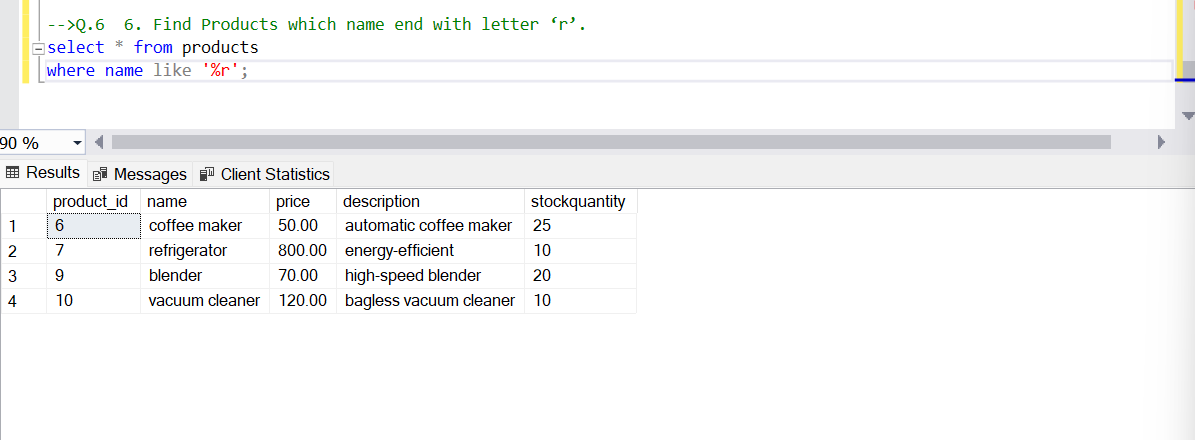 -->Q.6  6. Find Products which name end with letter ‘r’.
select * from products
where name like '%r';
90 %
Results Messages Client Statistics
product_id name price description stockquantity
1 6 coffee maker 50.00 automatic coffee maker 25
2 7 refrigerator 800.00 energy-efficient 10
3 9 blender 70.00 high-speed blender 20
4 10 vacuum cleaner 120.00 bagless vacuum cleaner 10